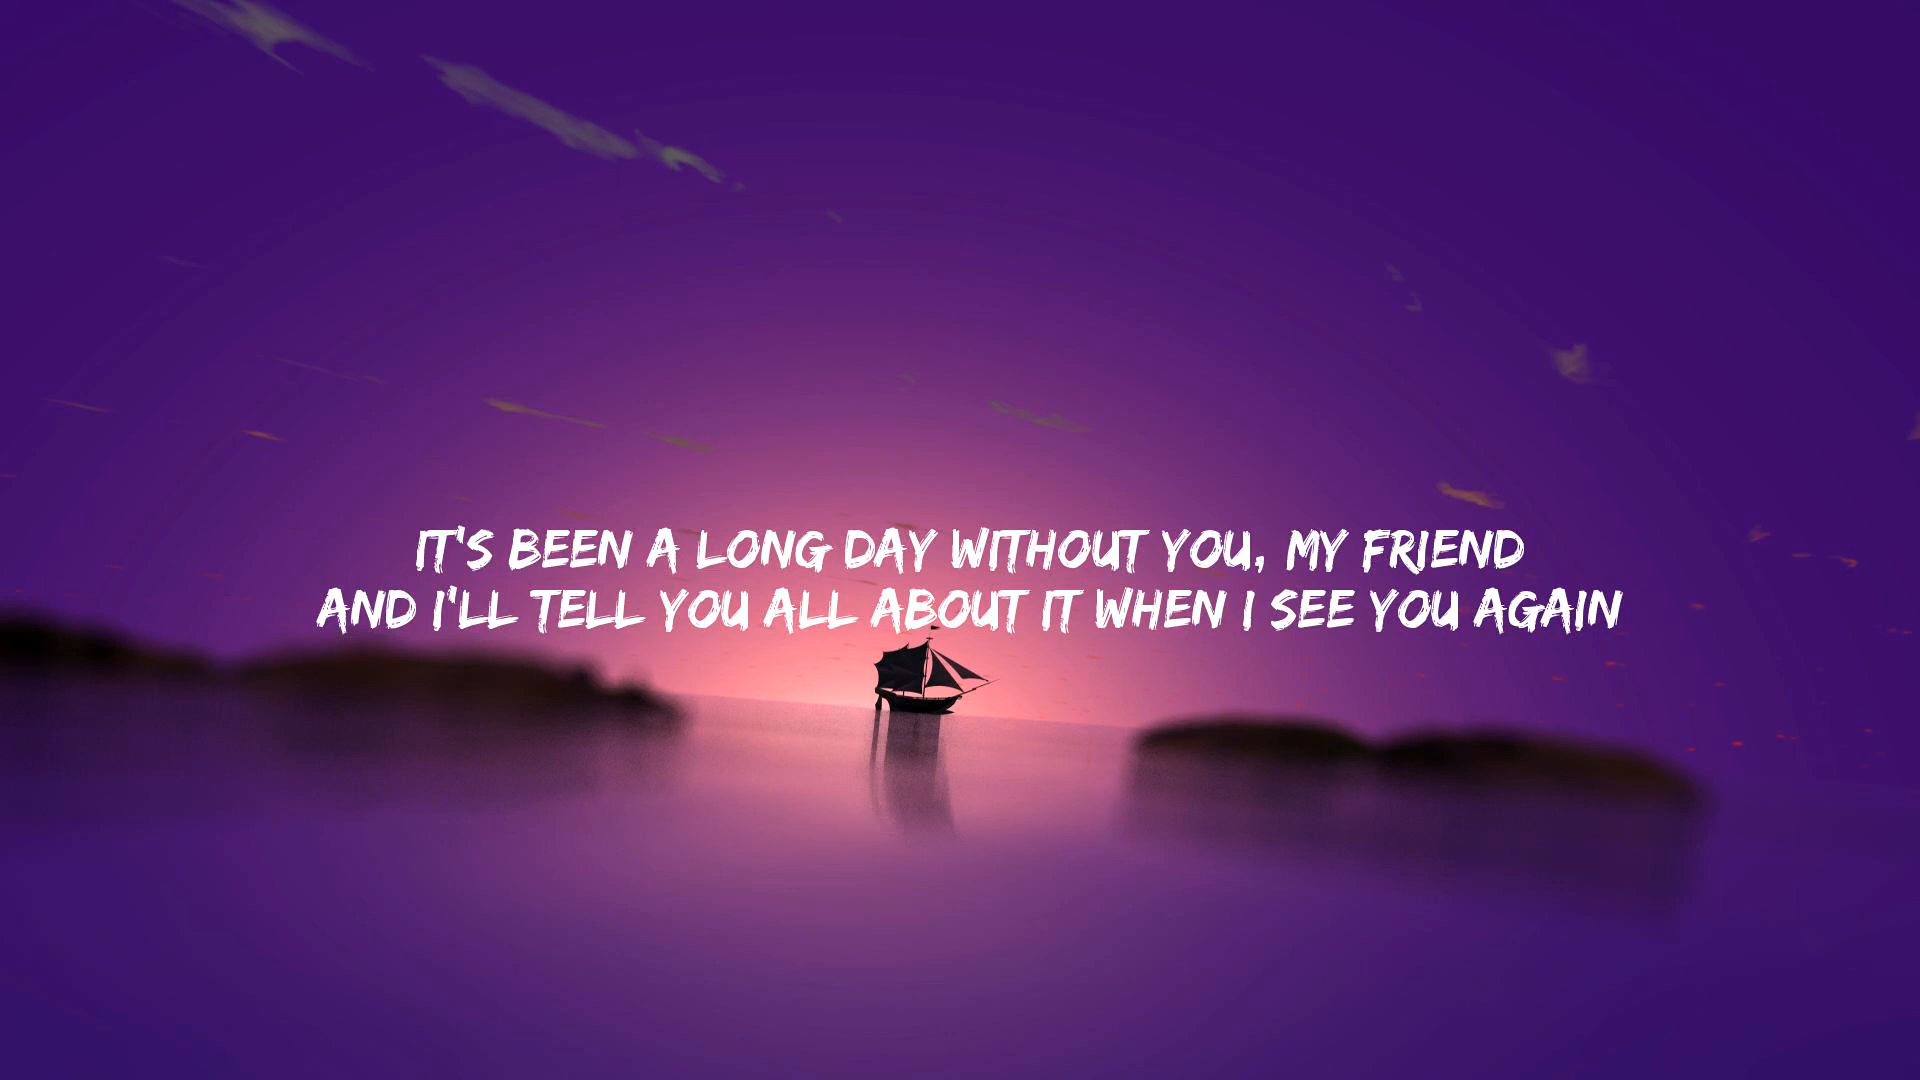 IT'S BEEN A LONG DAY WITHOUT YOU, MY FRIEND
AND I'LL TELL YOU ALL ABOUT IT WHEN I SEE YOU AGAIN